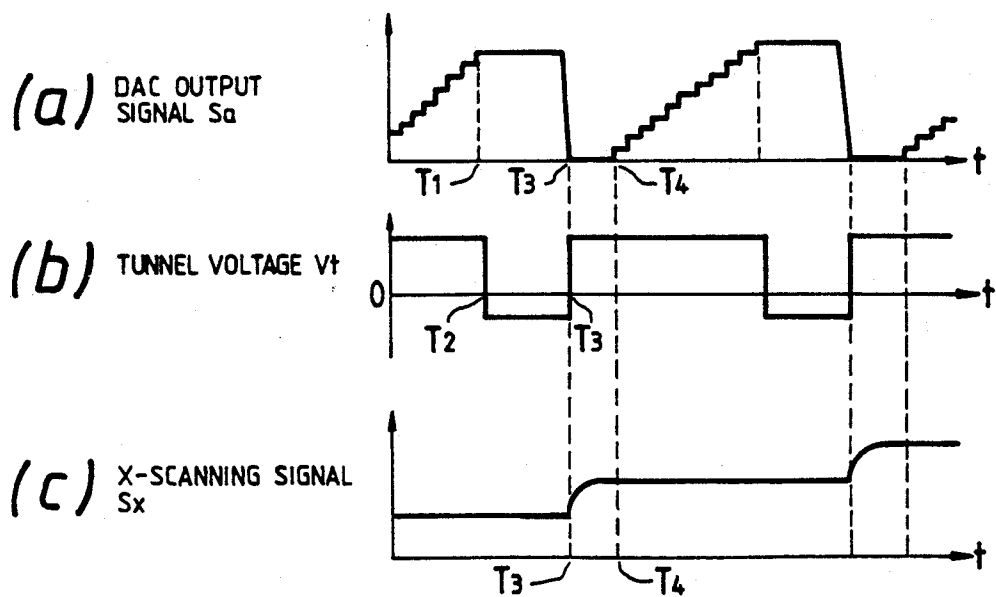 (a) DAC OUTPUT
SIGNAL Sa
t
T1
T3
T4
(b) TUNNEL VOLTAGE Vt
0
t
T2
T3
(c) X-SCANNING SIGNAL
Sx
t
T3
T4